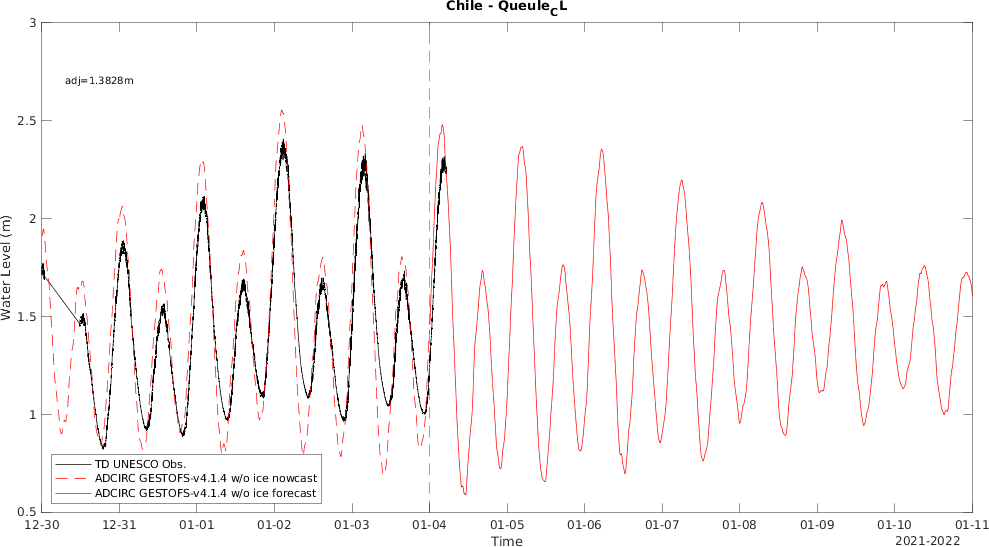 Chile - Queule_CL
3
adj=1.3828m
2.5
2
Water Level (m)
1.5
1
TD UNESCO Obs.
ADCIRC GESTOFS-v4.1.4 w/o ice nowcast
ADCIRC GESTOFS-v4.1.4 w/o ice forecast
0.5
12-30 12-31 01-01 01-02 01-03 01-04 01-05 01-06 01-07 01-08 01-09 01-10 01-11
Time
2021-2022